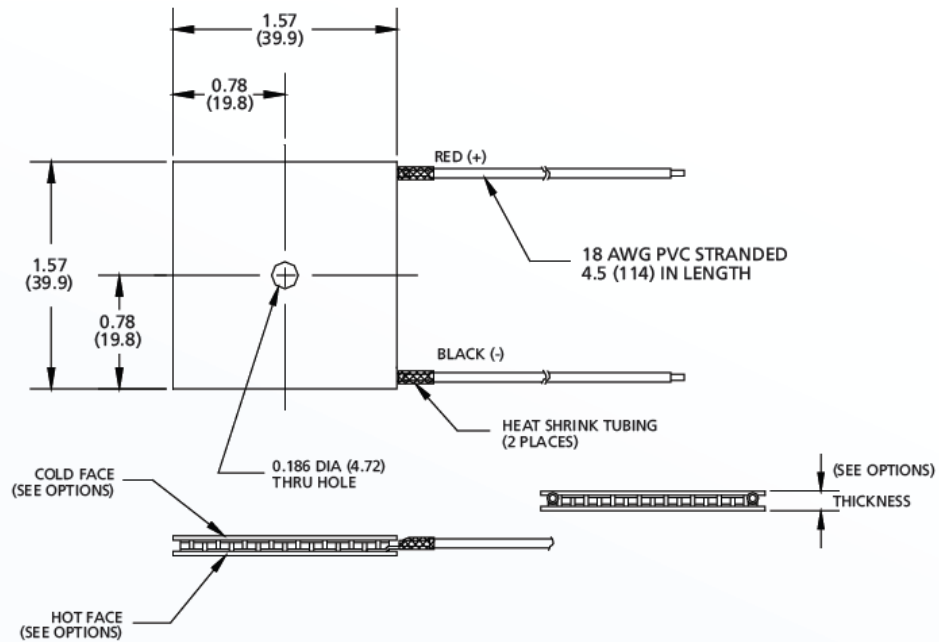 1.57
(39.9)
0.78
(19.8)
RED (+)
18 AWG PVC STRANDED
4.5 (114) IN LENGTH
1.57
(39.9)
0.78
(19.8)
BLACK (-)
HEAT SHRINK TUBING
(2 PLACES)
0.186 DIA (4.72)
THRU HOLE
COLD FACE
(SEE OPTIONS)
(SEE OPTIONS)
THICKNESS
HOT FACE
(SEE OPTIONS)